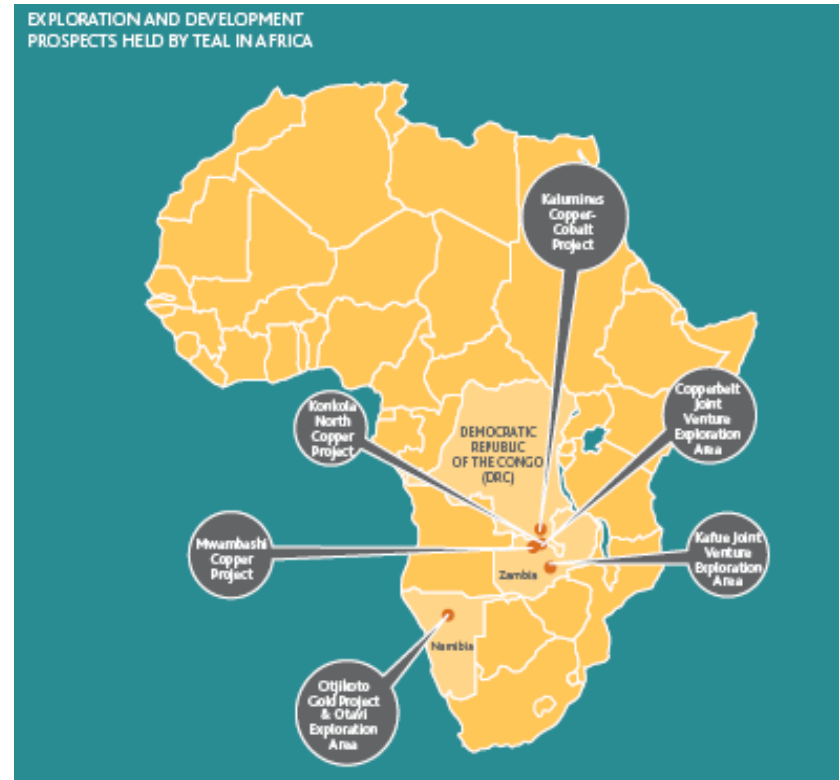 EXPLORATION AND DEVELOPMENT
PROSPECTS HELD BY TEAL IN AFRICA
Kalumines
Copper-
Cobalt
Project
Konkola
North
Copper
Project
DEMOCRATIC
REPUBLIC
OF THE CONGO
(DRC)
Copperbelt
Joint
Venture
Exploration
Area
Mwambashi
Copper
Project
Zambia
Kafue Joint
Venture
Exploration
Area
Namibia
Otjikoto
Gold Project
& Otavi
Exploration
Area